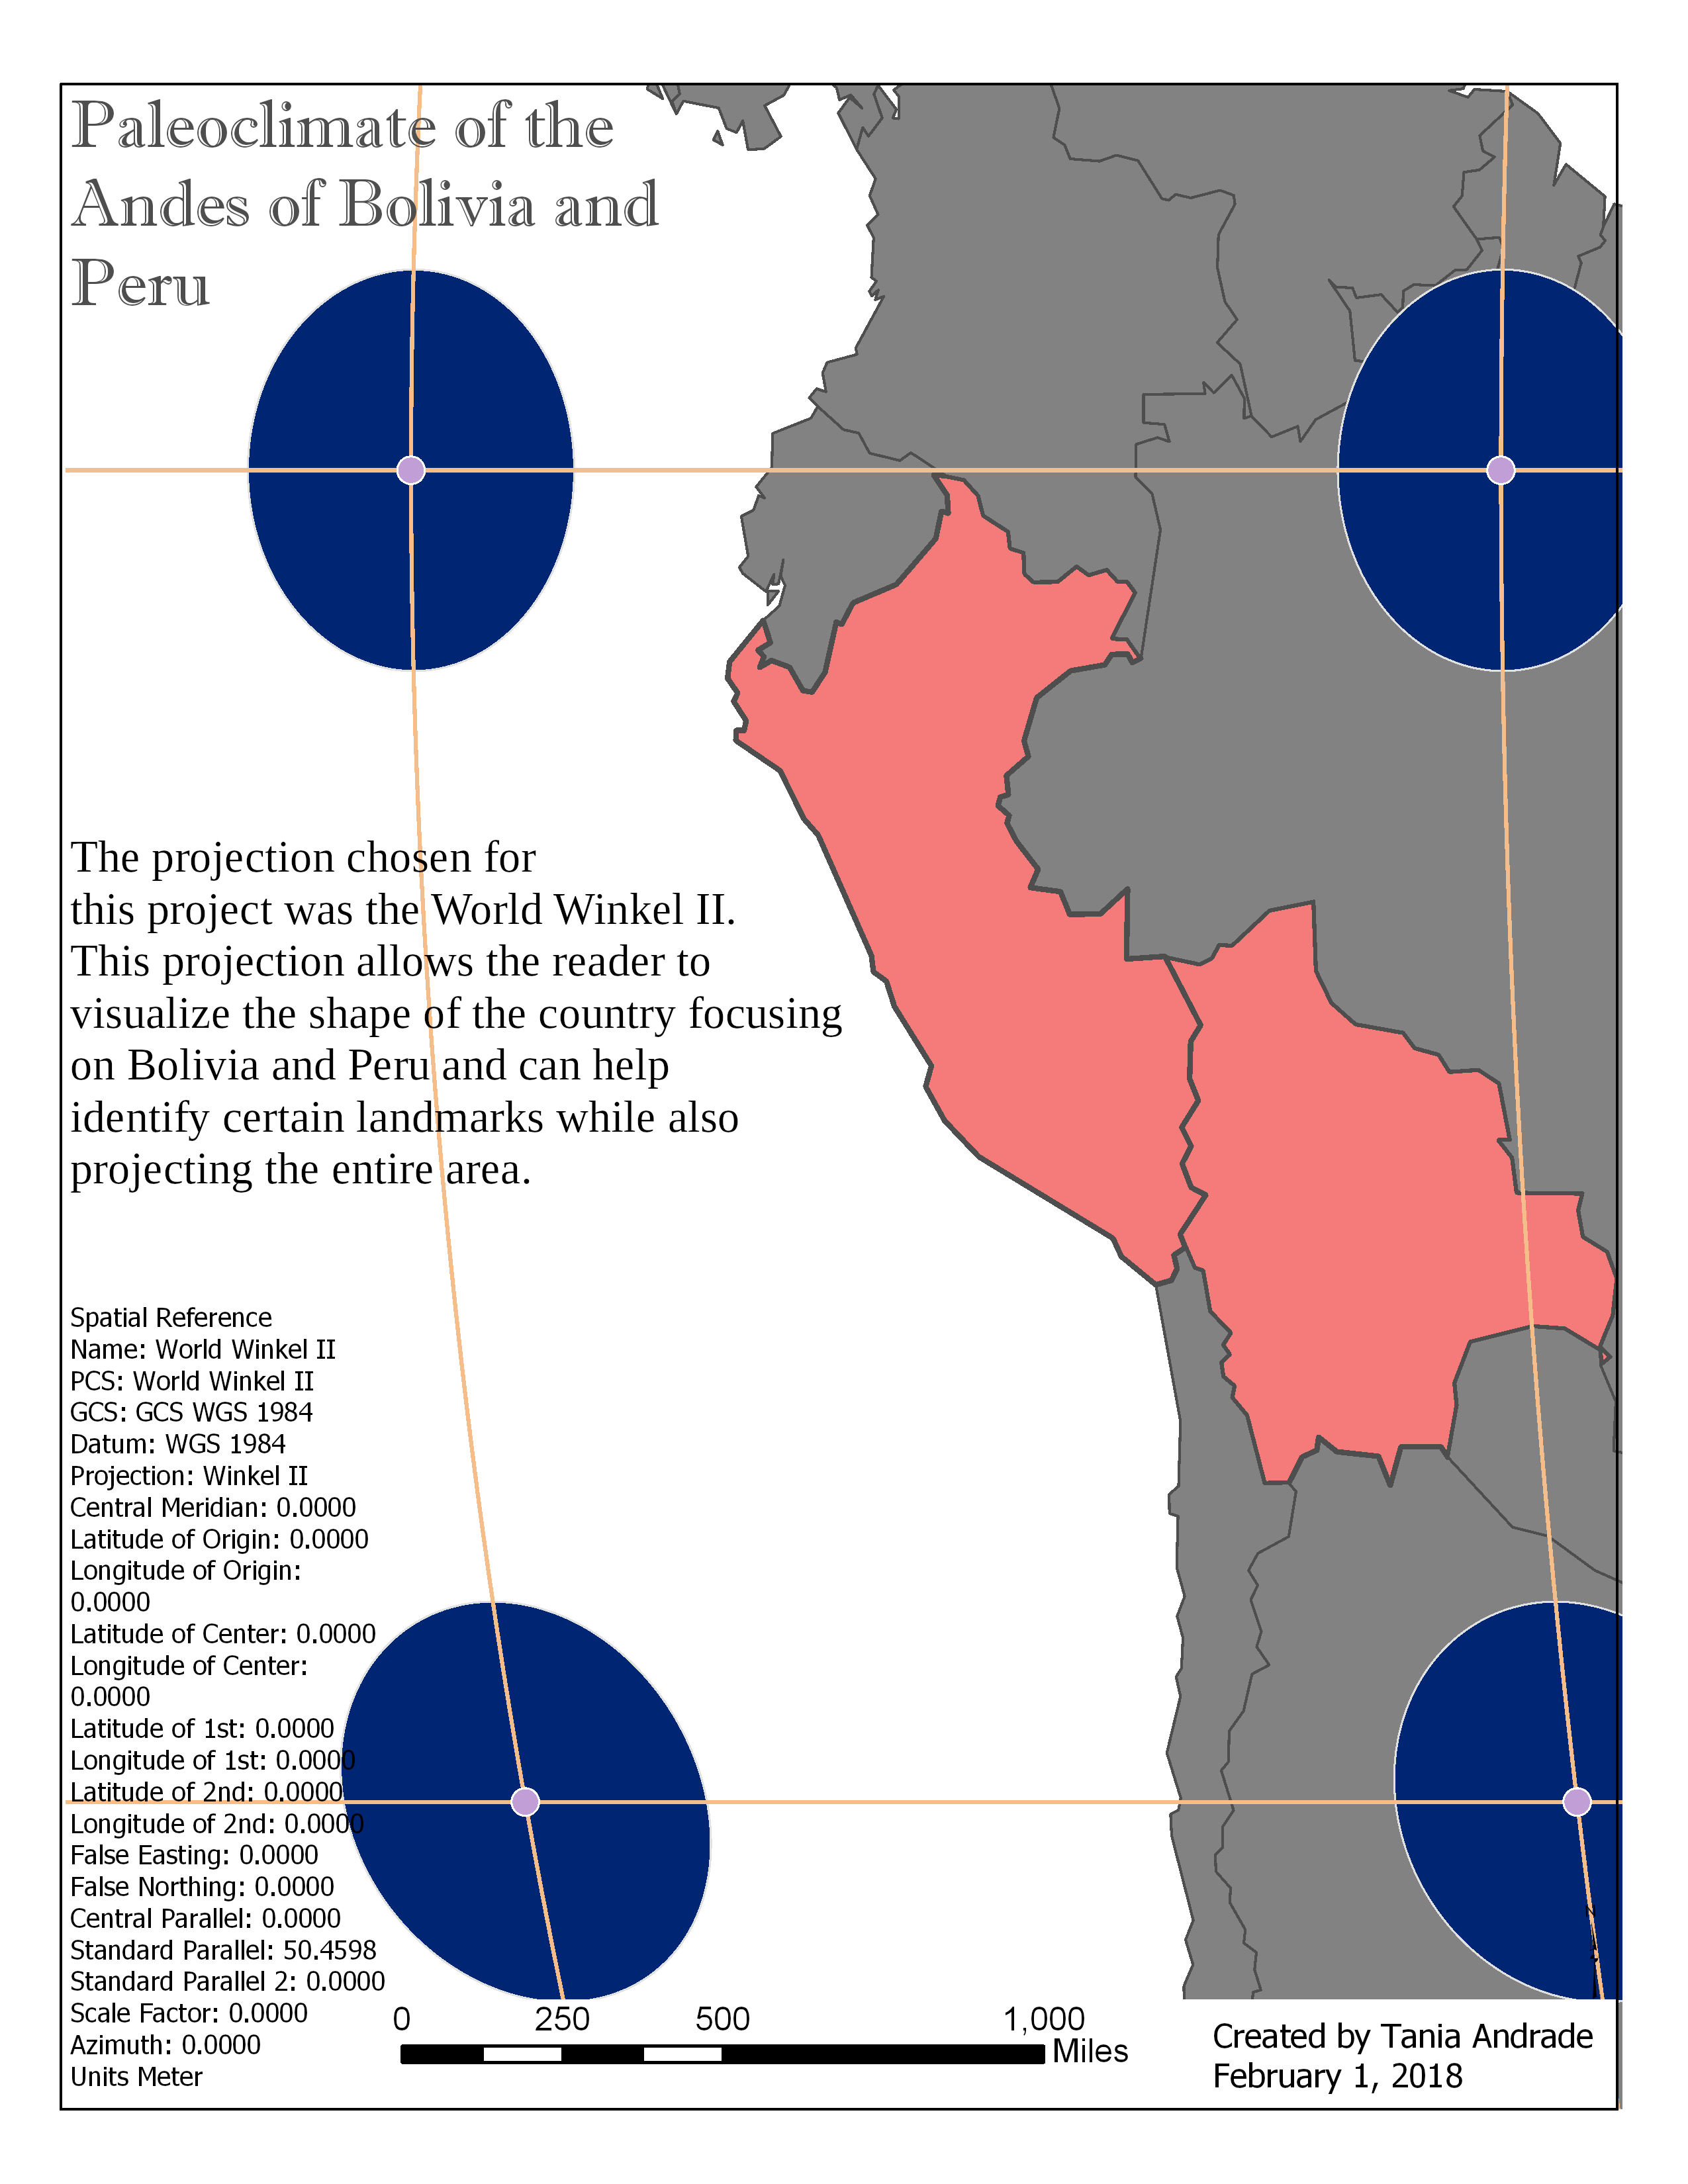 Paleoclimate of the
Andes of Bolivia and
Peru
The projection chosen for
this project was the World Winkel II.
This projection allows the reader to
visualize the shape of the country focusing
on Bolivia and Peru and can help
identify certain landmarks while also
projecting the entire area.
Spatial Reference
Name: World Winkel II
PCS: World Winkel II
GCS: GCS WGS 1984
Datum: WGS 1984
Projection: Winkel II
Central Meridian: 0.0000
Latitude of Origin: 0.0000
Longitude of Origin:
0.0000
Latitude of Center: 0.0000
Longitude of Center:
0.0000
Latitude of 1st: 0.0000
Longitude of 1st: 0.0000
Latitude of 2nd: 0.0000
Longitude of 2nd: 0.0000
False Easting: 0.0000
False Northing: 0.0000
Central Parallel: 0.0000
Standard Parallel: 50.4598
Standard Parallel 2: 0.0000
Scale Factor: 0.0000
Azimuth: 0.0000
Units Meter
0 250 500 1,000
Miles
Created by Tania Andrade
February 1, 2018